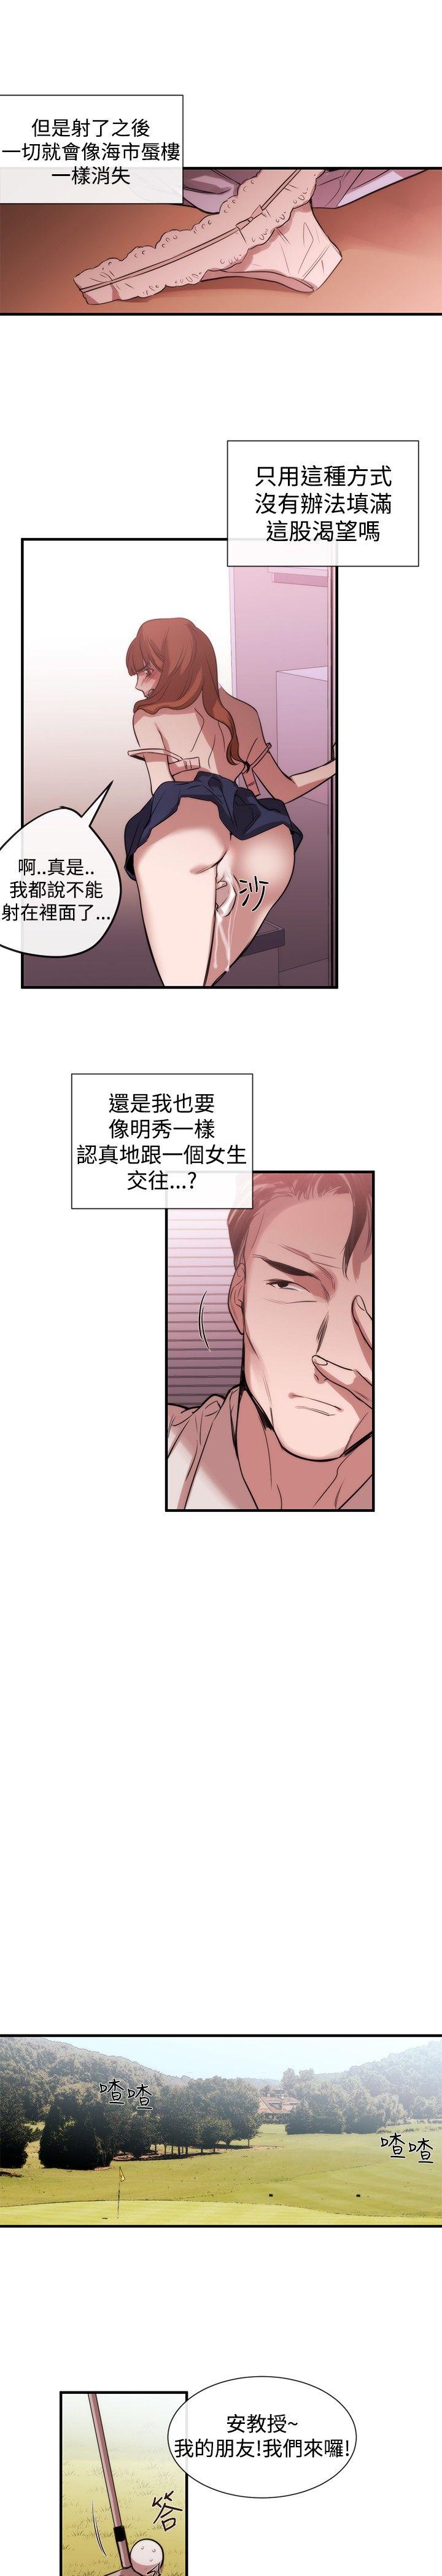 但是射了之後
一切就會像海市蜃樓
一樣消失
只用這種方式
沒有辦法填滿
這股渴望嗎
啊..真是..
我都說不能
射在裡面了...
沙
還是我也要
像明秀一樣
認真地跟一個女生
交往...?
喳喳
喳喳
安教授~
我的朋友!我們來囉!
答